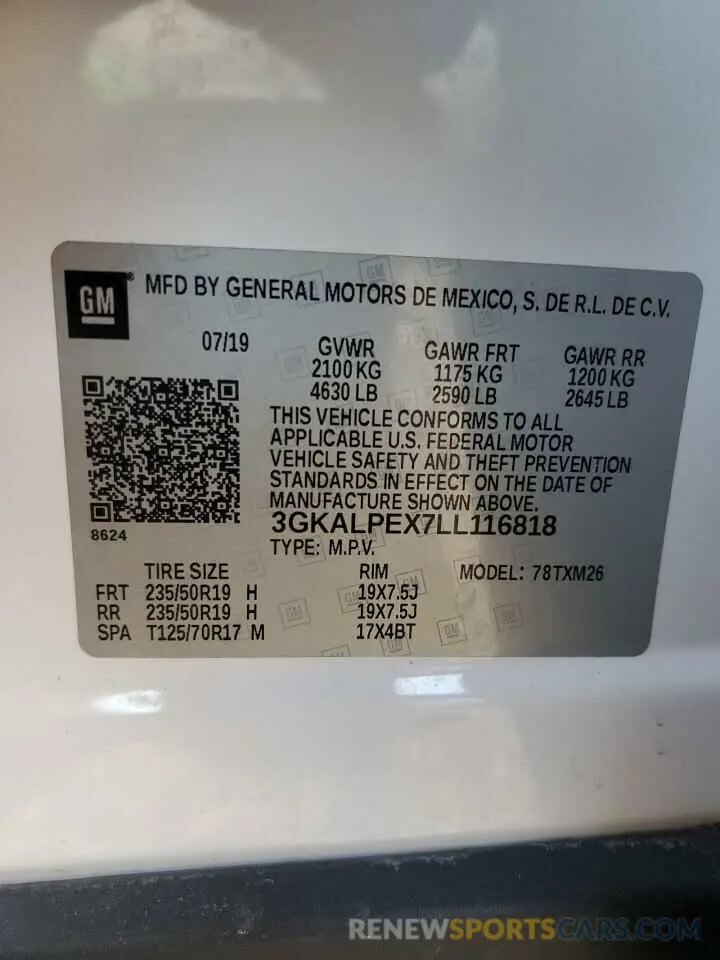 GM ® MFD BY GENERAL MOTORS DE MEXICO, S. DE R.L. DE C.V.
07/19 GVWR GAWR FRT GAWR RR
2100 KG 1175 KG 1200 KG
4630 LB 2590 LB 2645 LB
THIS VEHICLE CONFORMS TO ALL
APPLICABLE U.S. FEDERAL MOTOR
VEHICLE SAFETY AND THEFT PREVENTION
STANDARDS IN EFFECT ON THE DATE OF
MANUFACTURE SHOWN ABOVE.
8624 3GKALPEX7LL116818
TYPE: M.P.V.
TIRE SIZE RIM MODEL: 78TXM26
FRT 235/50R19 H 19X7.5J
RR 235/50R19 H 19X7.5J
SPA T125/70R17 M 17X4BT
RENEWSPORTSCARS.COM